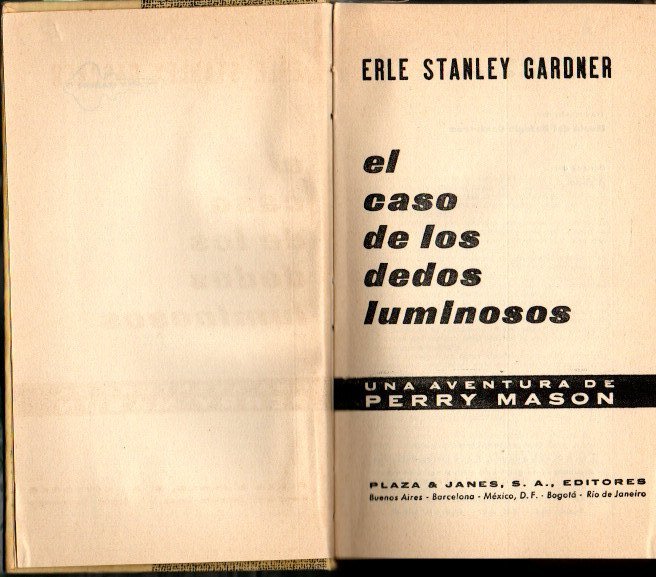 ERLE STANLEY GARDNER
el
caso
de los
dedos
luminosos
UNA AVENTURA DE
PERRY MASON
PLAZA & JANES, S. A., EDITORES
Buenos Aires - Barcelona - México, D. F. - Bogotá - Río de Janeiro